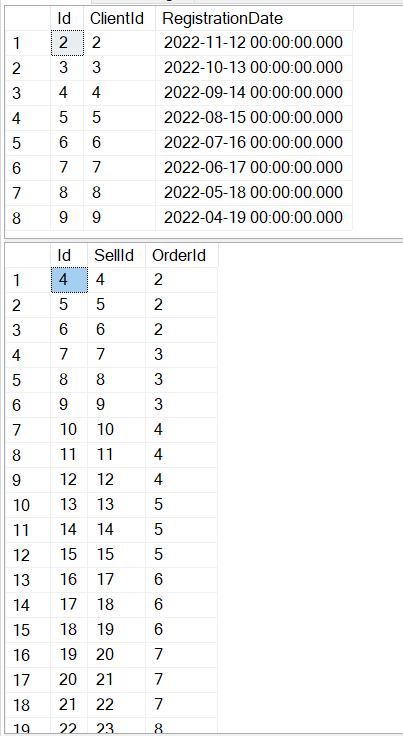 Id ClientId RegistrationDate
1 2 2 2022-11-12 00:00:00.000
2 3 3 2022-10-13 00:00:00.000
3 4 4 2022-09-14 00:00:00.000
4 5 5 2022-08-15 00:00:00.000
5 6 6 2022-07-16 00:00:00.000
6 7 7 2022-06-17 00:00:00.000
7 8 8 2022-05-18 00:00:00.000
8 9 9 2022-04-19 00:00:00.000
Id SellId OrderId
1 4 4 2
2 5 5 2
3 6 6 2
4 7 7 3
5 8 8 3
6 9 9 3
7 10 10 4
8 11 11 4
9 12 12 4
10 13 13 5
11 14 14 5
12 15 15 5
13 16 17 6
14 17 18 6
15 18 19 6
16 19 20 7
17 20 21 7
18 21 22 7
19 22 23 8